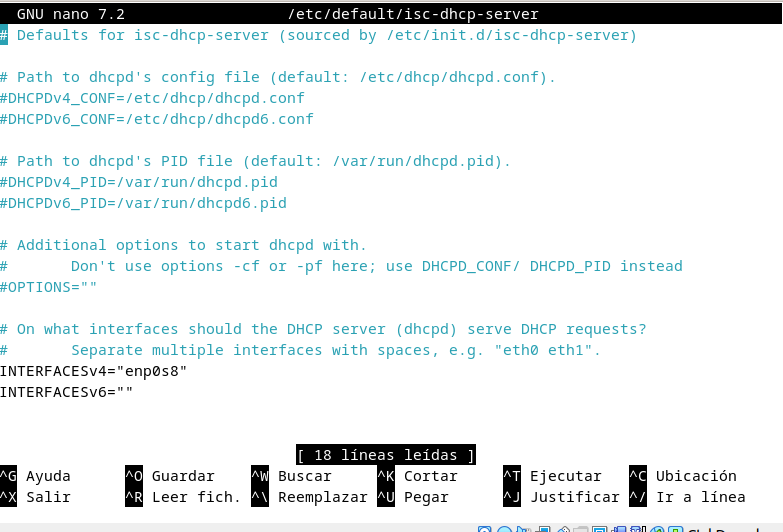 GNU nano 7.2 /etc/default/isc-dhcp-server
# Defaults for isc-dhcp-server (sourced by /etc/init.d/isc-dhcp-server)
# Path to dhcpd's config file (default: /etc/dhcp/dhcpd.conf).
#DHCPDv4_CONF=/etc/dhcp/dhcpd.conf
#DHCPDv6_CONF=/etc/dhcp/dhcpd6.conf
# Path to dhcpd's PID file (default: /var/run/dhcpd.pid).
#DHCPDv4_PID=/var/run/dhcpd.pid
#DHCPDv6_PID=/var/run/dhcpd6.pid
# Additional options to start dhcpd with.
#       Don't use options -cf or -pf here; use DHCPD_CONF/ DHCPD_PID instead
#OPTIONS=""
# On what interfaces should the DHCP server (dhcpd) serve DHCP requests?
#       Separate multiple interfaces with spaces, e.g. "eth0 eth1".
INTERFACESv4="enp0s8"
INTERFACESv6=""
[ 18 líneas leídas ]
^G Ayuda ^O Guardar ^W Buscar ^K Cortar ^T Ejecutar ^C Ubicación
^X Salir ^R Leer fich. ^\ Reemplazar ^U Pegar ^J Justificar ^/ Ir a línea